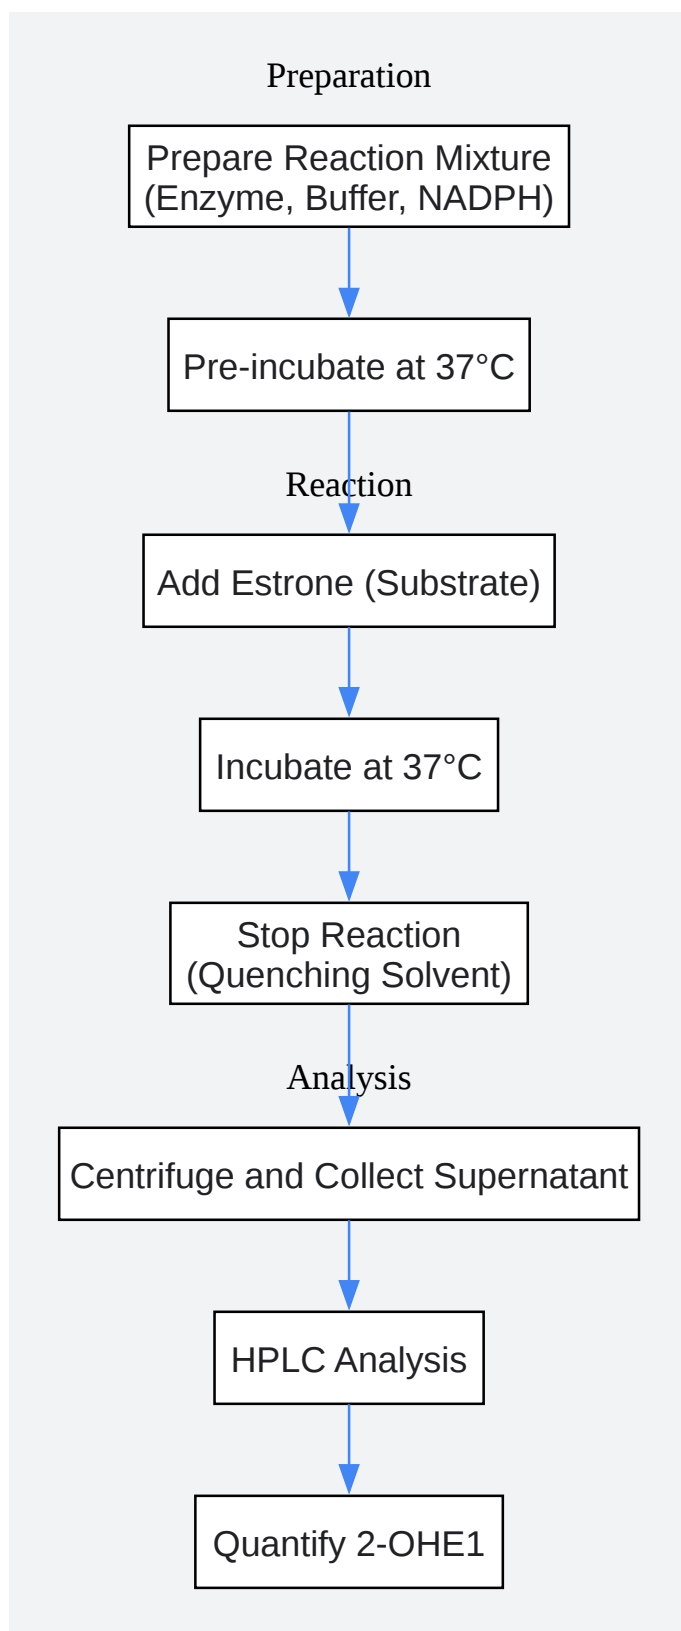 Preparation
Prepare Reaction Mixture
(Enzyme, Buffer, NADPH)
Pre-incubate at 37°C
Reaction
Add Estrone (Substrate)
Incubate at 37°C
Stop Reaction
(Quenching Solvent)
Analysis
Centrifuge and Collect Supernatant
HPLC Analysis
Quantify 2-OHE1